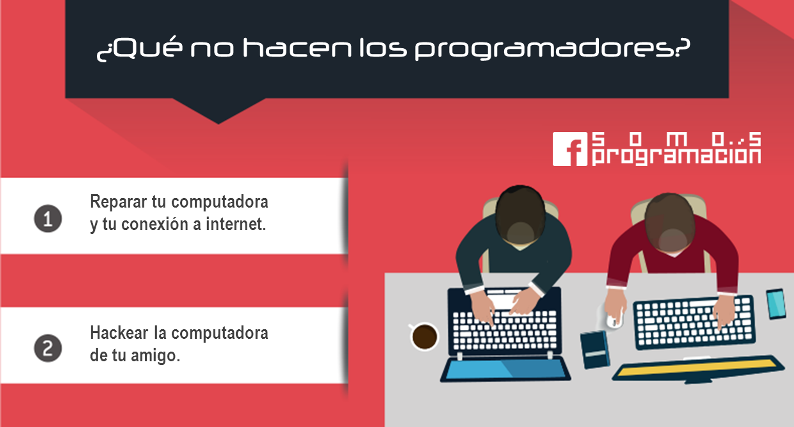 ¿Qué no hacen los programadores?
f somos
programación
1 Reparar tu computadora
y tu conexión a internet.
2 Hackear la computadora
de tu amigo.